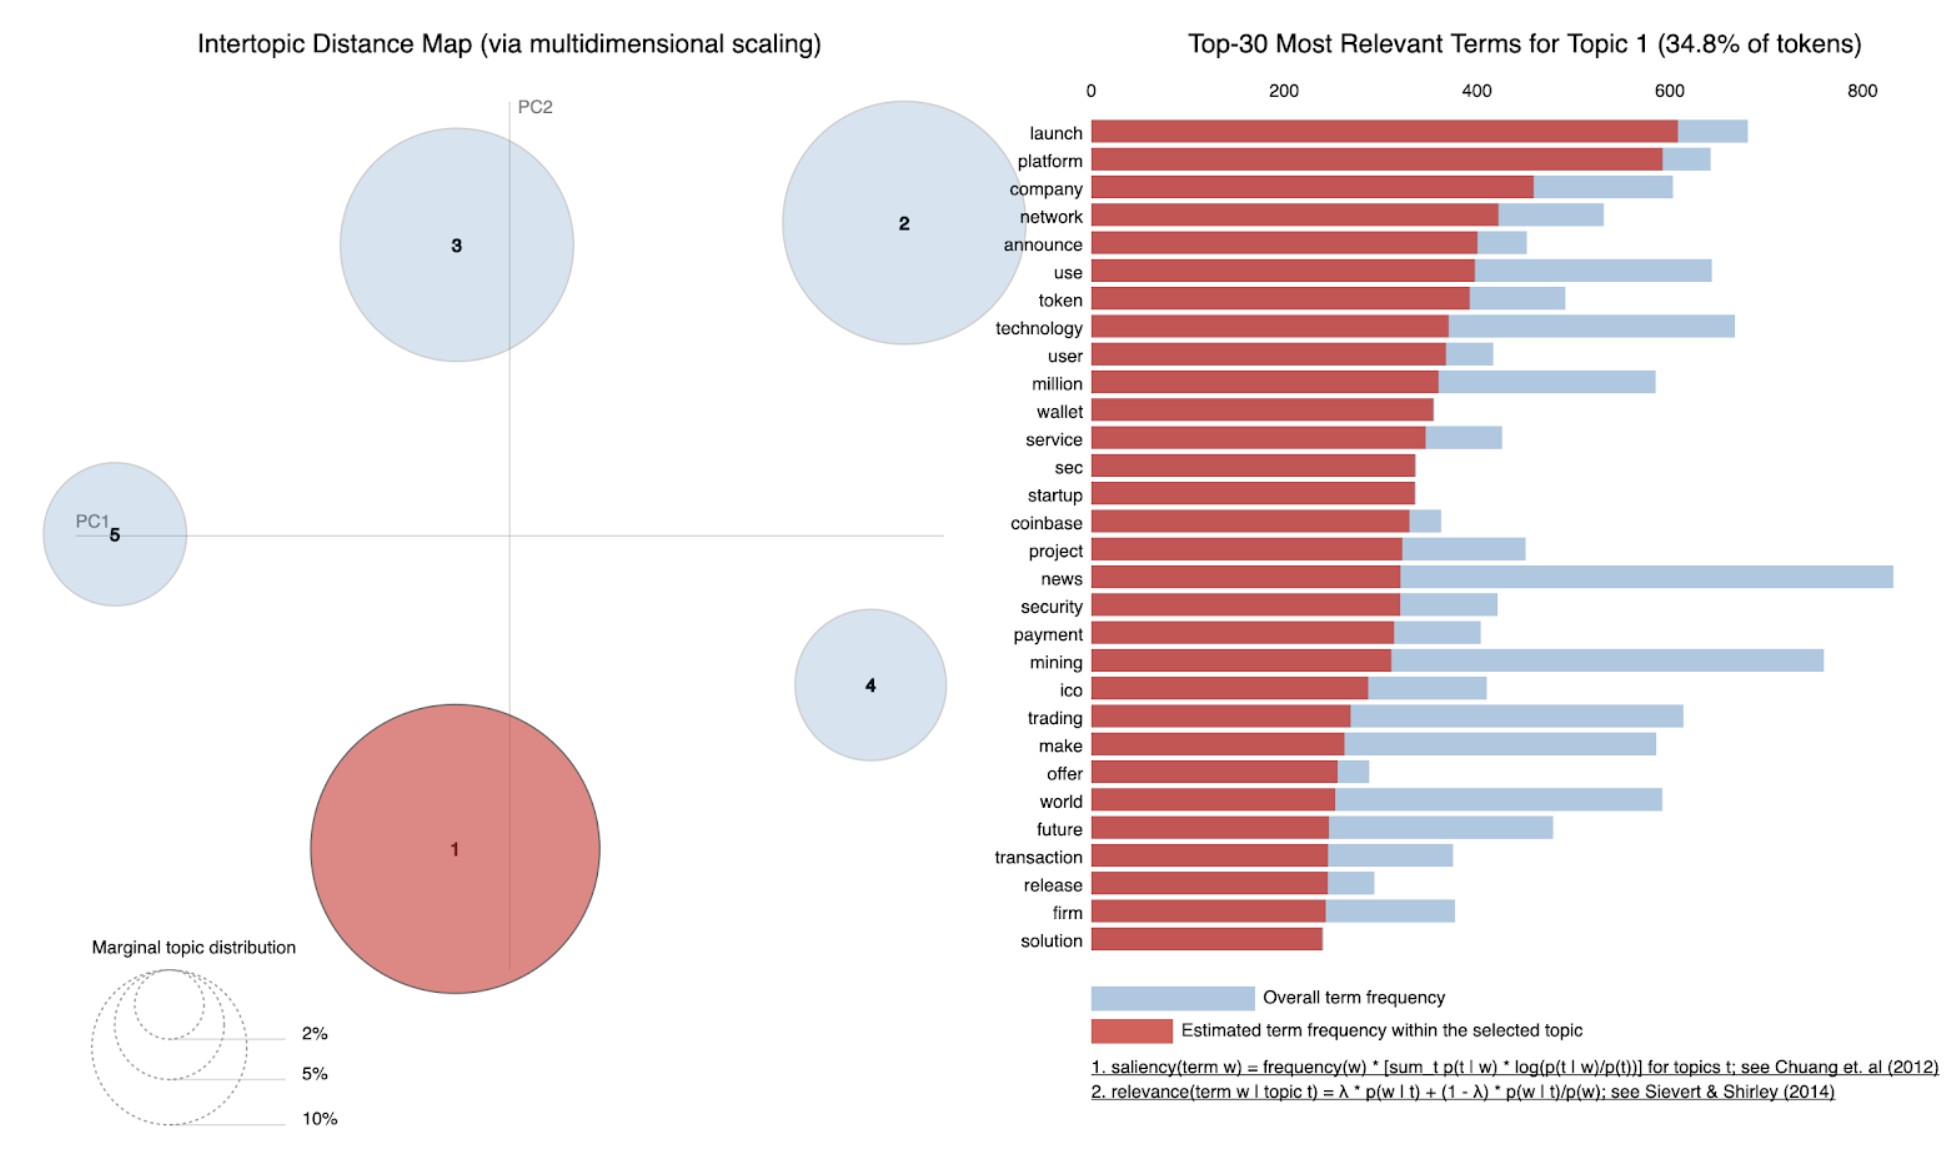 Intertopic Distance Map (via multidimensional scaling)
PC2
3
2
PC1
5
4
1
Marginal topic distribution
2%
5%
10%
Top-30 Most Relevant Terms for Topic 1 (34.8% of tokens)
0 200 400 600 800
launch
platform
company
network
announce
use
token
technology
user
million
wallet
service
sec
startup
coinbase
project
news
security
payment
mining
ico
trading
make
offer
world
future
transaction
release
firm
solution
Overall term frequency
Estimated term frequency within the selected topic
1. saliency(term w) = frequency(w) * [sum_t p(t | w) * log(p(t | w)/p(t))] for topics t; see Chuang et. al (2012)
2. relevance(term w | topic t) = λ * p(w | t) + (1 - λ) * p(w | t)/p(w); see Sievert & Shirley (2014)